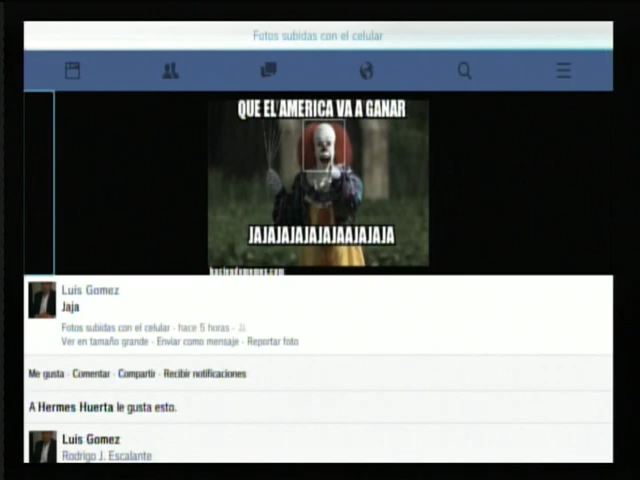 Fotos subidas con el celular
QUE EL AMERICA VA A GANAR
JAJAJAJAJAJAJAAJAJAJA
Luis Gomez
Jaja
Fotos subidas con el celular · hace 5 horas ·
Ver en tamaño grande · Enviar como mensaje · Reportar foto
Me gusta · Comentar · Compartir · Recibir notificaciones
A Hermes Huerta le gusta esto.
Luis Gomez
Rodrigo J. Escalante